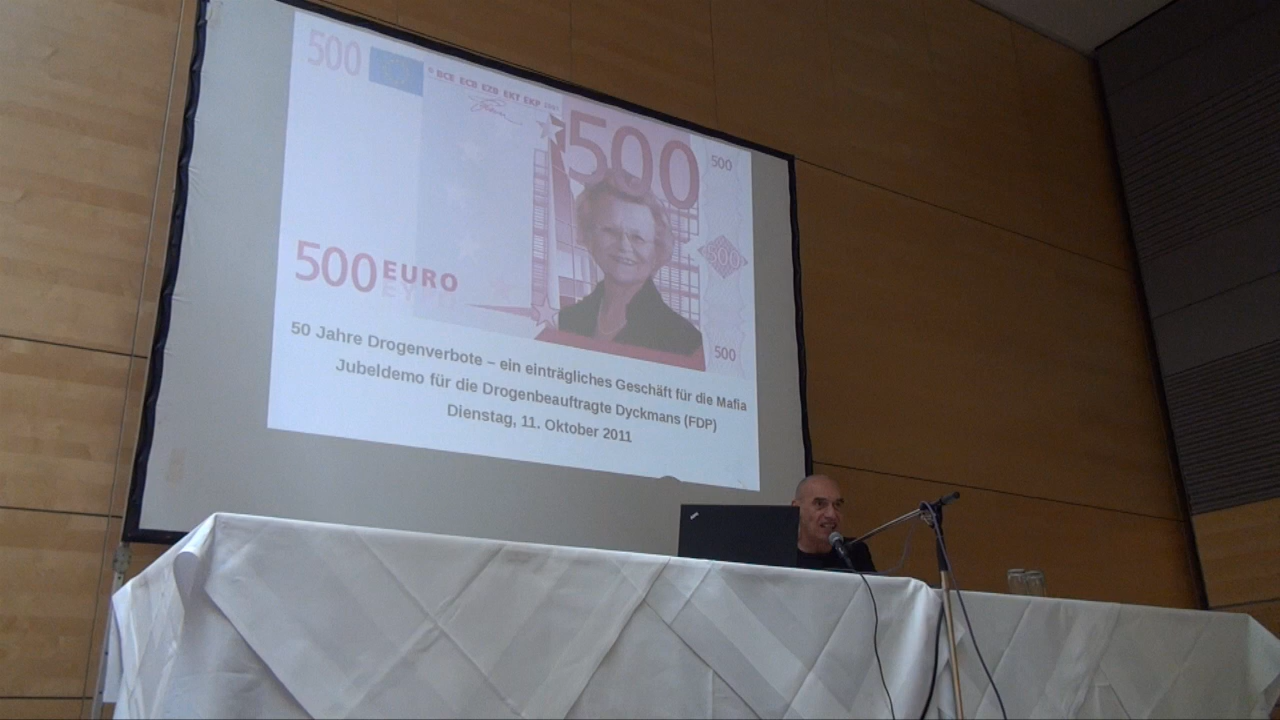 500
BCE ECB EZB EKT EKP
500
500
500
500 EURO
500
50 Jahre Drogenverbote – ein einträgliches Geschäft für die Mafia
Jubeldemo für die Drogenbeauftragte Dyckmans (FDP)
Dienstag, 11. Oktober 2011